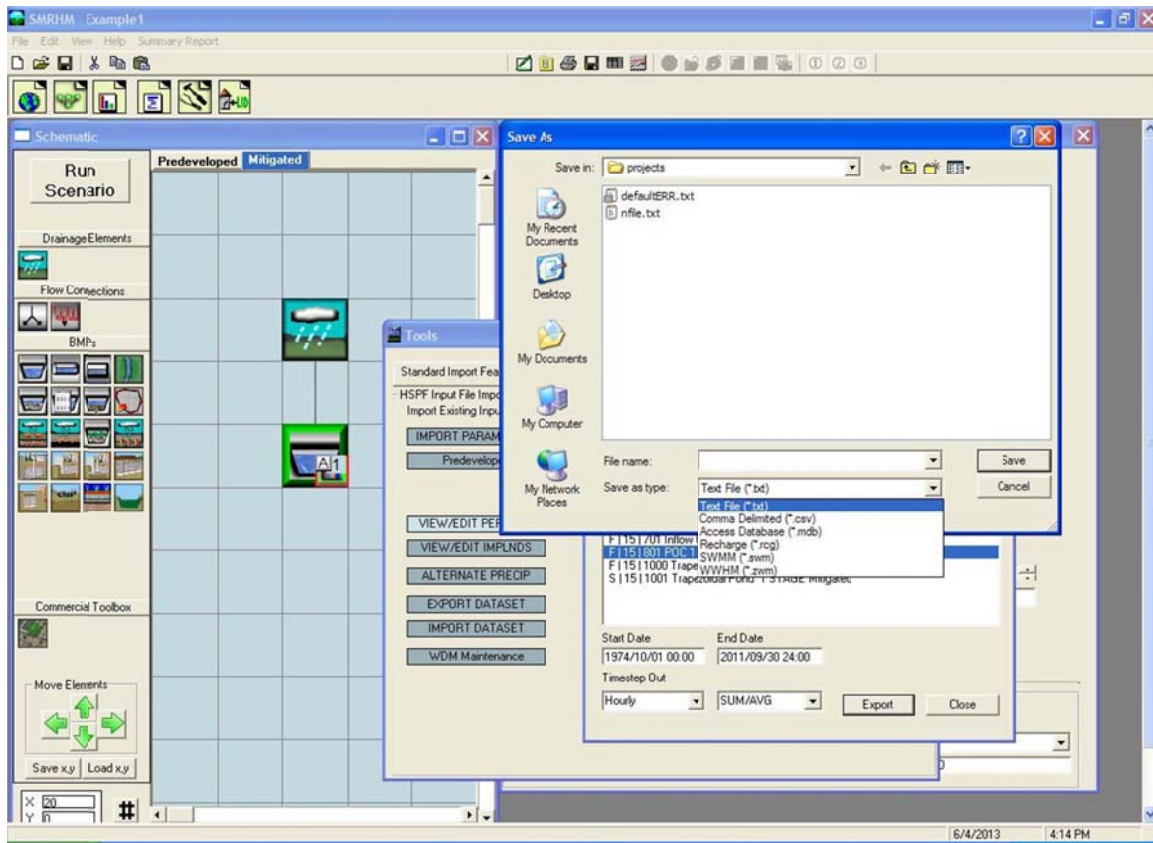 SMRHM Example1
File Edit View Help Summary Report
Schematic
Run
Scenario
Predeveloped Mitigated
DrainageElements
Flow Connections
BMPs
A 1
Commercial Toolbox
Move Elements
Save x,y Load x,y
X 20
Y 0
#
Tools
Standard Import Fea
HSPF Input File Impo
Import Existing Inpu
IMPORT PARAM
Predevelop
VIEW/EDIT PER
VIEW/EDIT IMPLNDS
ALTERNATE PRECIP
EXPORT DATASET
IMPORT DATASET
WDM Maintenance
Save As
Save in: projects
defaultERR.txt
nfile.txt
My Recent
Documents
Desktop
My Documents
My Computer
My Network
Places
File name: Save
Save as type: Text File (*.txt) Cancel
Text File (*.txt)
Comma Delimited (*.csv)
Access Database (*.mdb)
Recharge (*.rcg)
SWMM (*.swm)
WWHM (*.zwm)
F | 15 | 701 Inflow
F | 15 | 801 POC 1
F | 15 | 1000 Trape
S | 15 | 1001 Trapezoidal Pond 1 STAGE Mitigated
Start Date End Date
1974/10/01 00:00 2011/09/30 24:00
Timestep Out
Hourly SUM/AVG Export Close
6/4/2013 4:14 PM